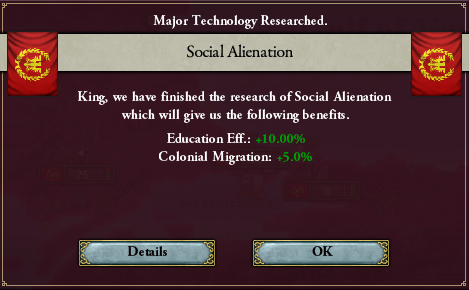 Major Technology Researched.
Social Alienation
King, we have finished the research of Social Alienation
which will give us the following benefits.
Education Eff.: +10.00%
Colonial Migration: +5.0%
Details
OK